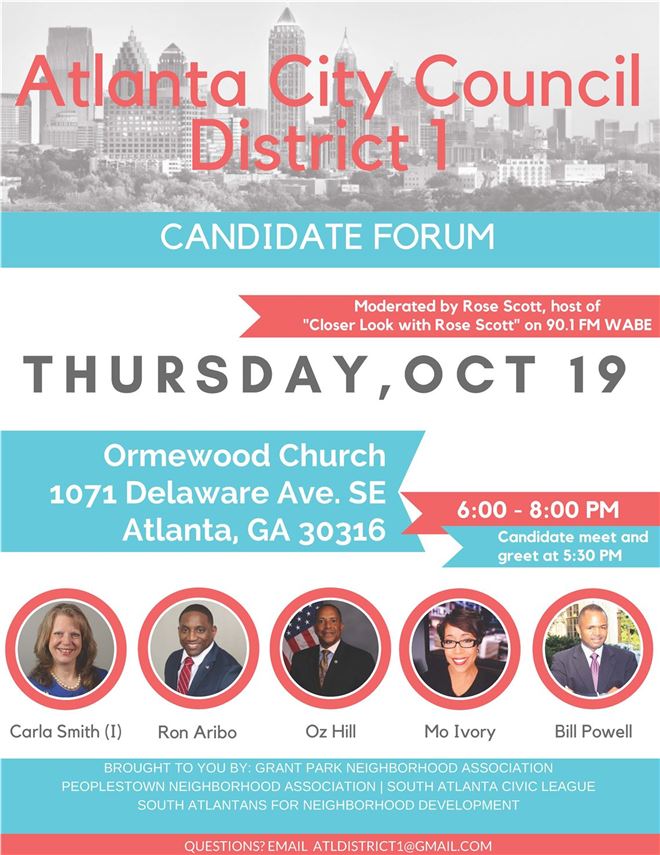 Atlanta City Council
District 1
CANDIDATE FORUM
Moderated by Rose Scott, host of
"Closer Look with Rose Scott" on 90.1 FM WABE
THURSDAY, OCT 19
Ormewood Church
1071 Delaware Ave. SE
Atlanta, GA 30316
6:00 - 8:00 PM
Candidate meet and
greet at 5:30 PM
Carla Smith (I)
Ron Aribo
Oz Hill
Mo Ivory
Bill Powell
BROUGHT TO YOU BY: GRANT PARK NEIGHBORHOOD ASSOCIATION
PEOPLESTOWN NEIGHBORHOOD ASSOCIATION | SOUTH ATLANTA CIVIC LEAGUE
SOUTH ATLANTANS FOR NEIGHBORHOOD DEVELOPMENT
QUESTIONS? EMAIL ATLDISTRICT1@GMAIL.COM